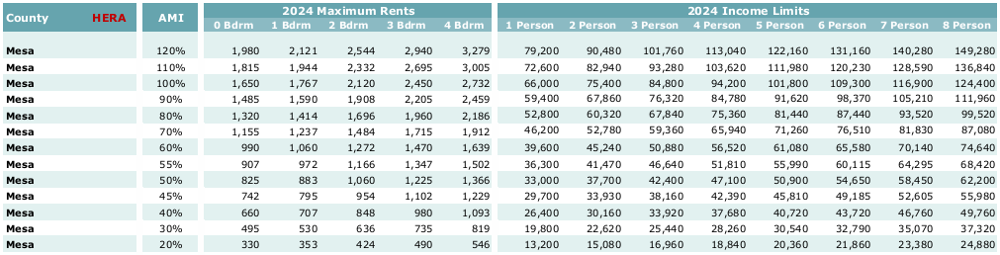 County HERA AMI 2024 Maximum Rents 2024 Income Limits
0 Bdrm 1 Bdrm 2 Bdrm 3 Bdrm 4 Bdrm 1 Person 2 Person 3 Person 4 Person 5 Person 6 Person 7 Person 8 Person
Mesa 120% 1,980 2,121 2,544 2,940 3,279 79,200 90,480 101,760 113,040 122,160 131,160 140,280 149,280
Mesa 110% 1,815 1,944 2,332 2,695 3,005 72,600 82,940 93,280 103,620 111,980 120,230 128,590 136,840
Mesa 100% 1,650 1,767 2,120 2,450 2,732 66,000 75,400 84,800 94,200 101,800 109,300 116,900 124,400
Mesa 90% 1,485 1,590 1,908 2,205 2,459 59,400 67,860 76,320 84,780 91,620 98,370 105,210 111,960
Mesa 80% 1,320 1,414 1,696 1,960 2,186 52,800 60,320 67,840 75,360 81,440 87,440 93,520 99,520
Mesa 70% 1,155 1,237 1,484 1,715 1,912 46,200 52,780 59,360 65,940 71,260 76,510 81,830 87,080
Mesa 60% 990 1,060 1,272 1,470 1,639 39,600 45,240 50,880 56,520 61,080 65,580 70,140 74,640
Mesa 55% 907 972 1,166 1,347 1,502 36,300 41,470 46,640 51,810 55,990 60,115 64,295 68,420
Mesa 50% 825 883 1,060 1,225 1,366 33,000 37,700 42,400 47,100 50,900 54,650 58,450 62,200
Mesa 45% 742 795 954 1,102 1,229 29,700 33,930 38,160 42,390 45,810 49,185 52,605 55,980
Mesa 40% 660 707 848 980 1,093 26,400 30,160 33,920 37,680 40,720 43,720 46,760 49,760
Mesa 30% 495 530 636 735 819 19,800 22,620 25,440 28,260 30,540 32,790 35,070 37,320
Mesa 20% 330 353 424 490 546 13,200 15,080 16,960 18,840 20,360 21,860 23,380 24,880